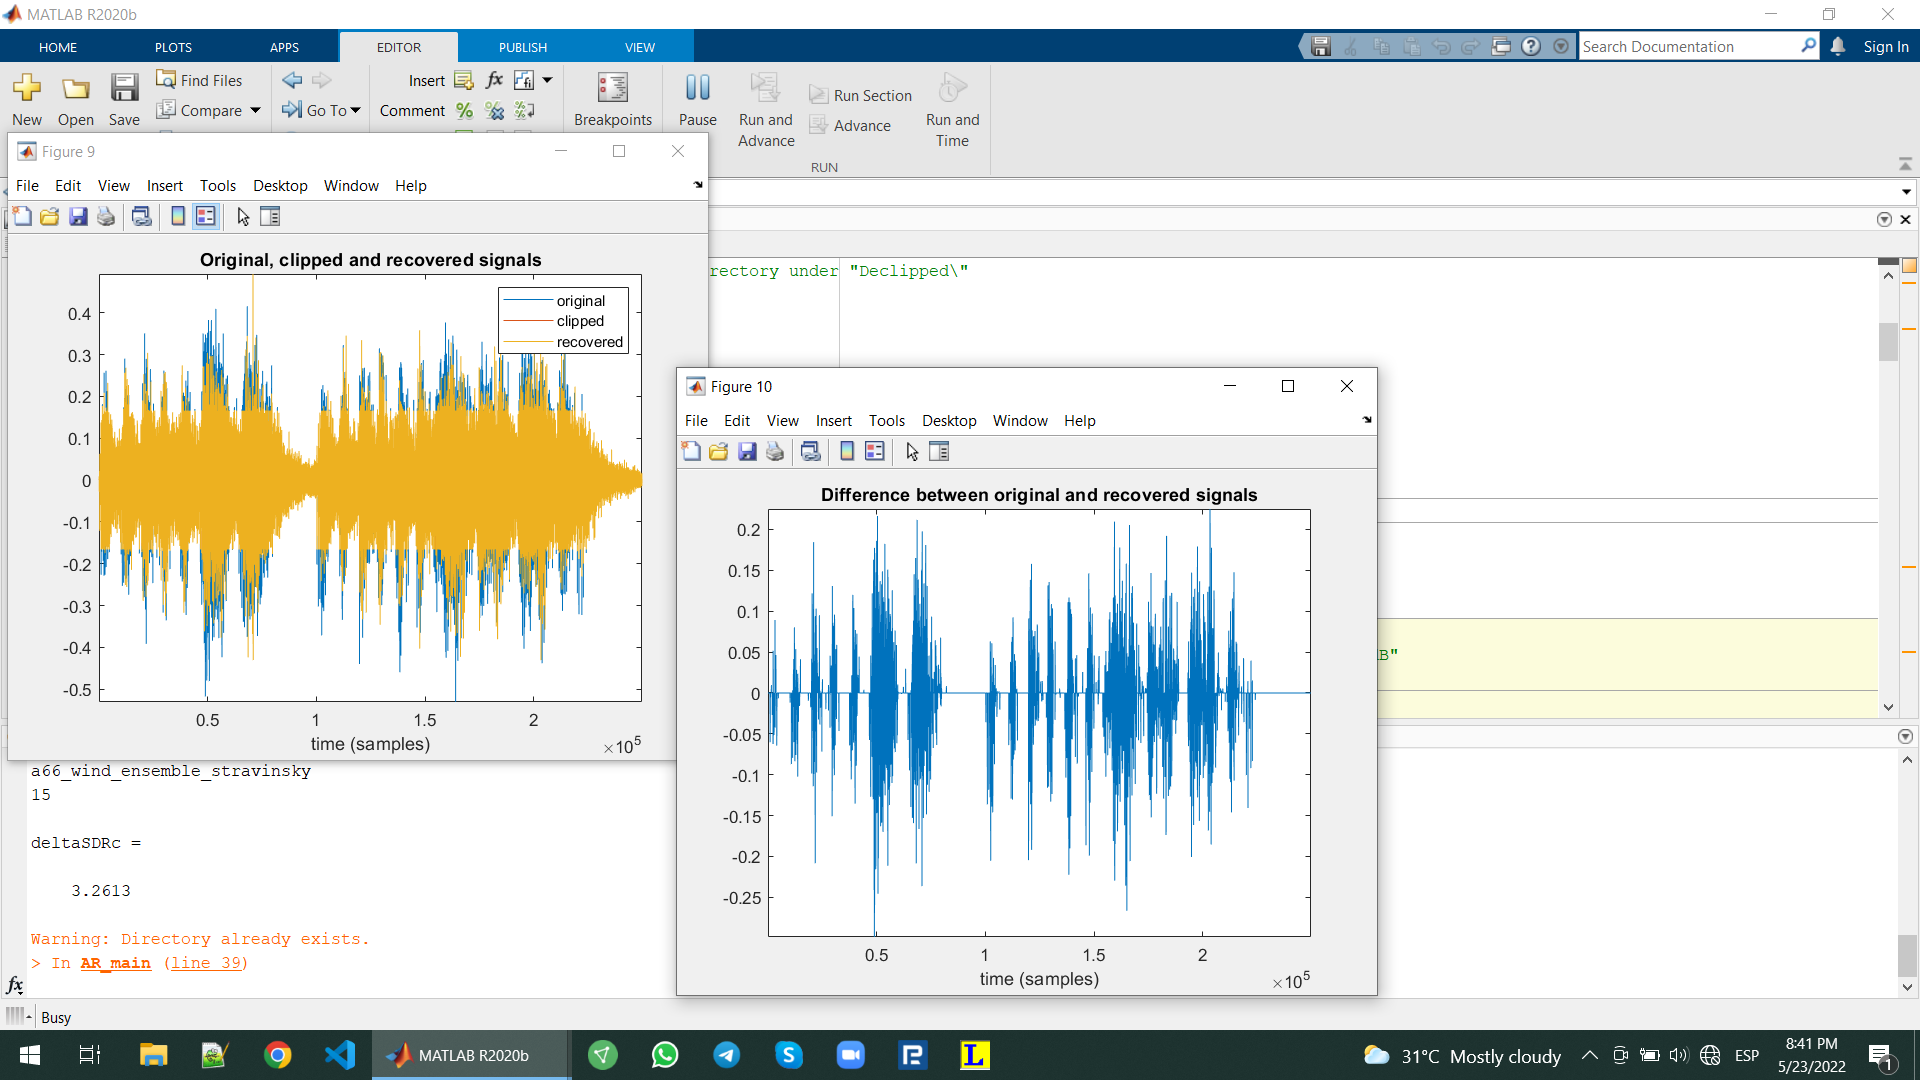 MATLAB R2020b
HOME PLOTS APPS EDITOR PUBLISH VIEW
Search Documentation
Sign In
New Open Save
Find Files
Compare
Go To
Insert fx
Comment
Breakpoints
Pause
Run and Advance
Run Section
Advance
Run and Time
RUN
Figure 9
File Edit View Insert Tools Desktop Window Help
Original, clipped and recovered signals
original
clipped
recovered
0.4
0.3
0.2
0.1
0
-0.1
-0.2
-0.3
-0.4
-0.5
0.5 1 1.5 2
time (samples)
×10^5
rectory under "Declipped\"
B"
Figure 10
File Edit View Insert Tools Desktop Window Help
Difference between original and recovered signals
0.2
0.15
0.1
0.05
0
-0.05
-0.1
-0.15
-0.2
-0.25
0.5 1 1.5 2
time (samples)
×10^5
a66_wind_ensemble_stravinsky
15
deltaSDRc =
3.2613
Warning: Directory already exists.
> In AR_main (line 39)
fx
Busy
MATLAB R2020b
31°C Mostly cloudy
ESP
8:41 PM
5/23/2022
1